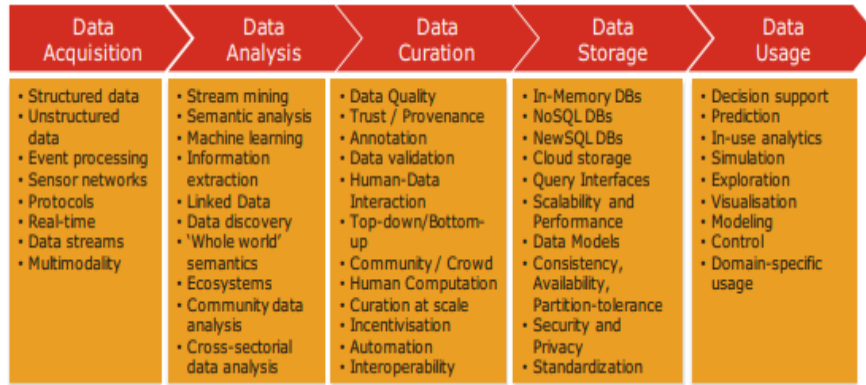 Data
Acquisition
Data
Analysis
Data
Curation
Data
Storage
Data
Usage
• Structured data
• Unstructured
data
• Event processing
• Sensor networks
• Protocols
• Real-time
• Data streams
• Multimodality
• Stream mining
• Semantic analysis
• Machine learning
• Information
extraction
• Linked Data
• Data discovery
• ‘Whole world’
semantics
• Ecosystems
• Community data
analysis
• Cross-sectorial
data analysis
• Data Quality
• Trust / Provenance
• Annotation
• Data validation
• Human-Data
Interaction
• Top-down/Bottom-
up
• Community / Crowd
• Human Computation
• Curation at scale
• Incentivisation
• Automation
• Interoperability
• In-Memory DBs
• NoSQL DBs
• NewSQL DBs
• Cloud storage
• Query Interfaces
• Scalability and
Performance
• Data Models
• Consistency,
Availability,
Partition-tolerance
• Security and
Privacy
• Standardization
• Decision support
• Prediction
• In-use analytics
• Simulation
• Exploration
• Visualisation
• Modeling
• Control
• Domain-specific
usage